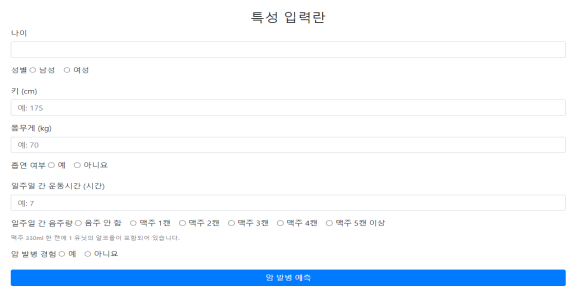 특성 입력란
나이
성별 남성 여성
키 (cm)
예: 175
몸무게 (kg)
예: 70
흡연 여부 예 아니요
일주일 간 운동시간 (시간)
예: 7
일주일 간 음주량 음주 안 함 맥주 1캔 맥주 2캔 맥주 3캔 맥주 4캔 맥주 5캔 이상
맥주 330ml 한 캔에 1 유닛의 알코올이 포함되어 있습니다.
암 발병 경험 예 아니요
암 발병 예측